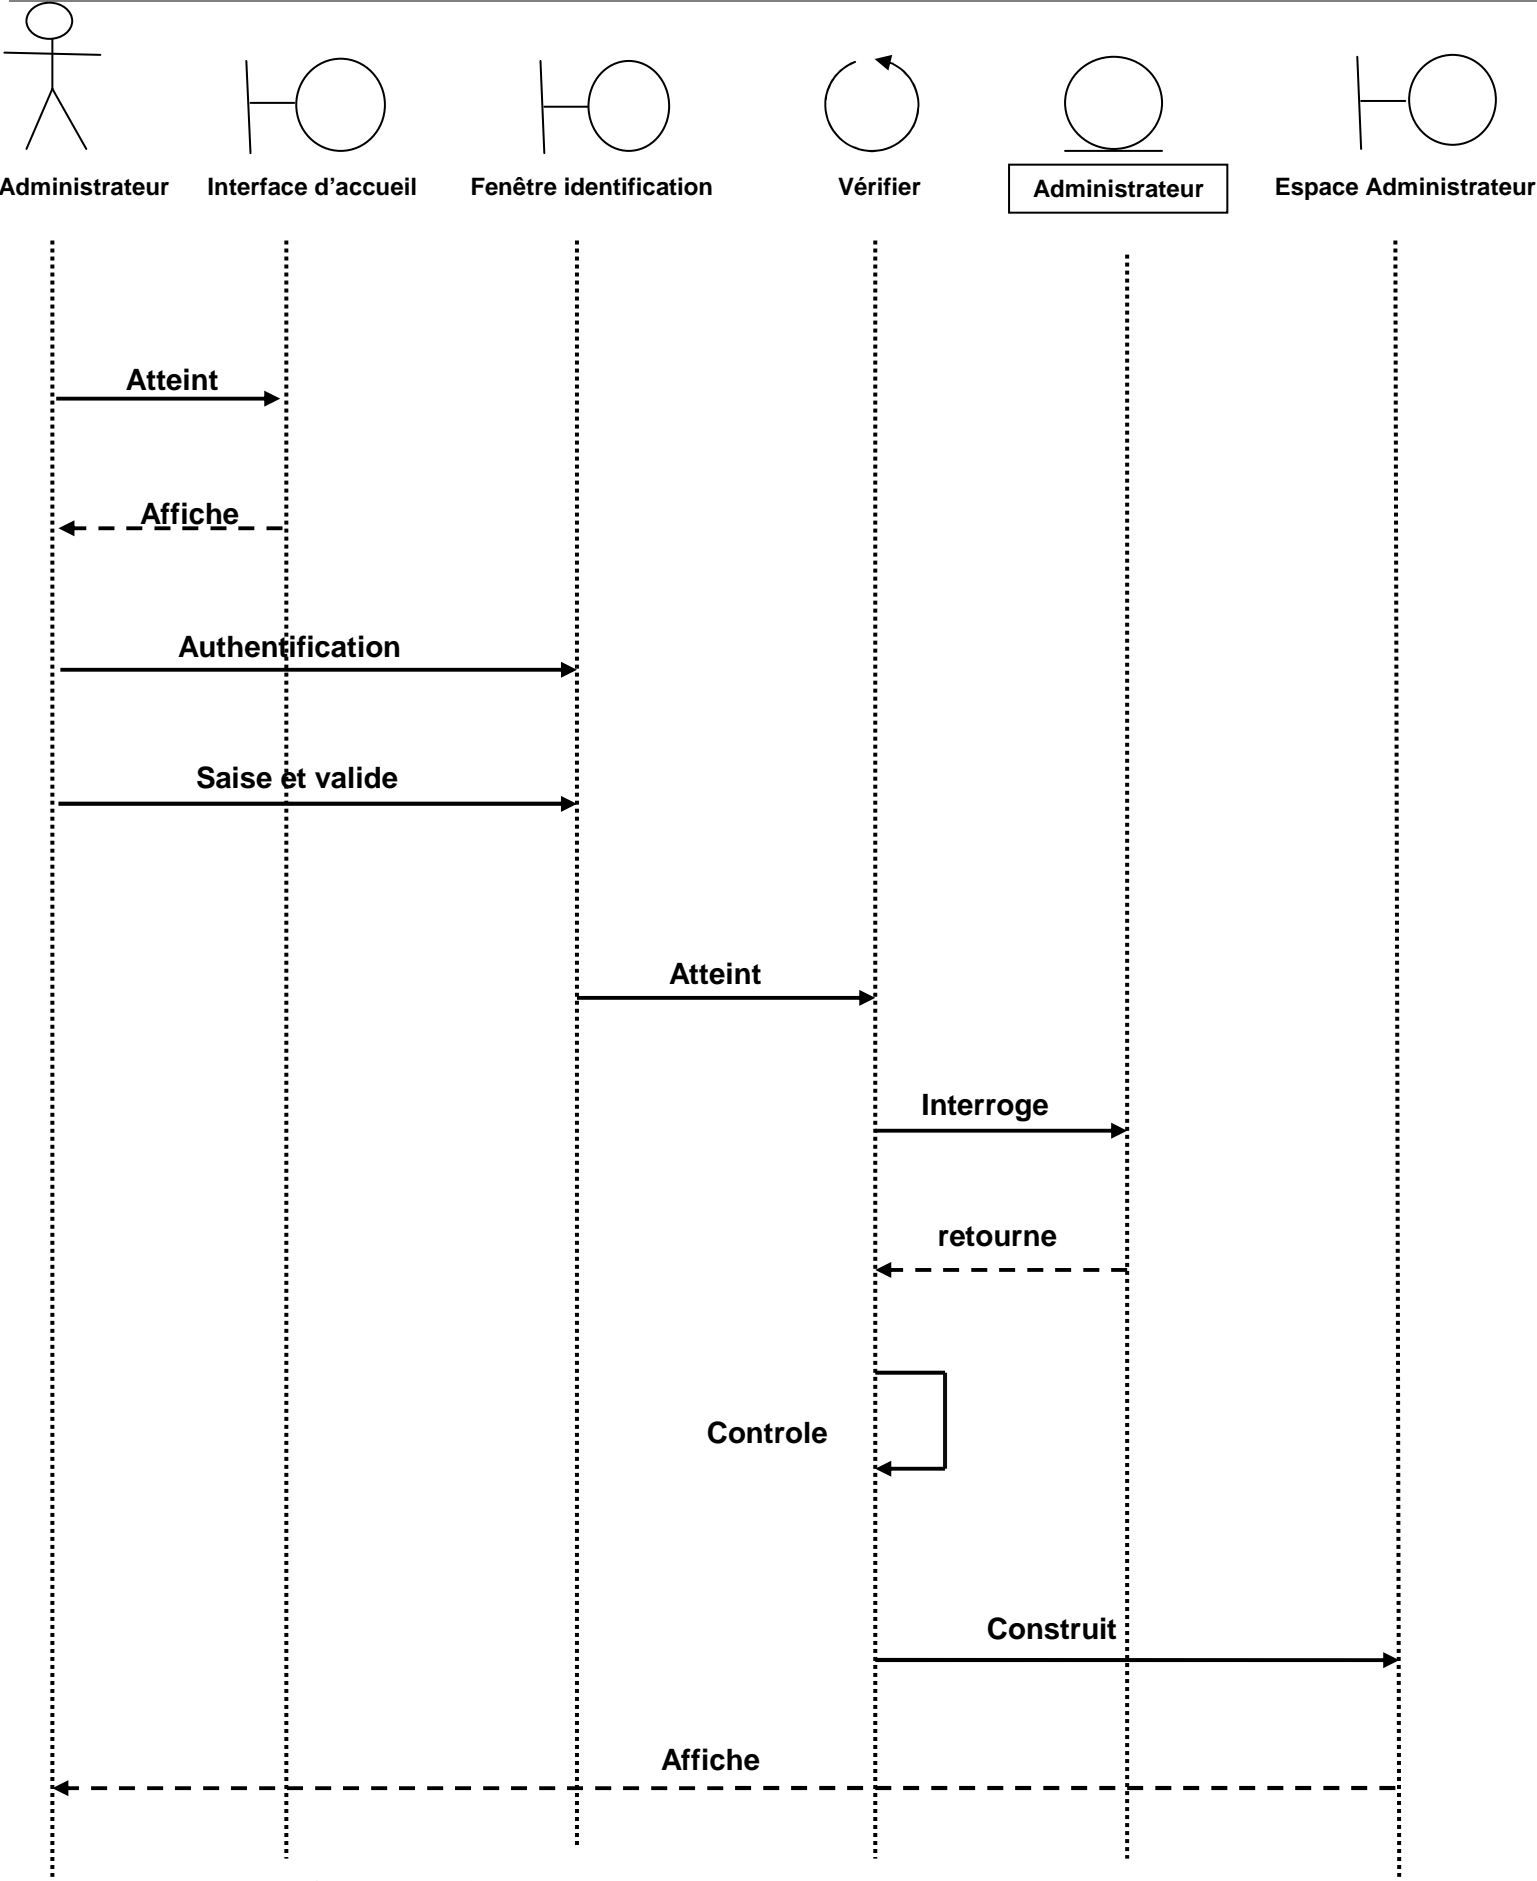 Administrateur
Interface d’accueil
Fenêtre identification
Vérifier
Administrateur
Espace Administrateur
Atteint
Affiche
Authentification
Saise et valide
Atteint
Interroge
retourne
Controle
Construit
Affiche